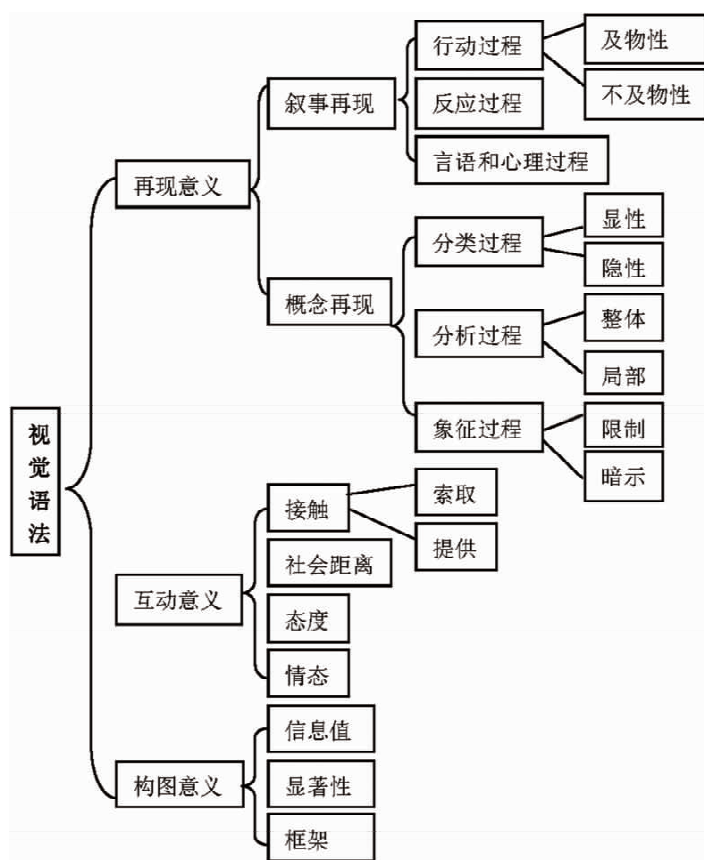 视觉语法
再现意义
叙事再现
行动过程
及物性
不及物性
反应过程
言语和心理过程
概念再现
分类过程
显性
隐性
分析过程
整体
局部
象征过程
限制
暗示
互动意义
接触
索取
提供
社会距离
态度
情态
构图意义
信息值
显著性
框架